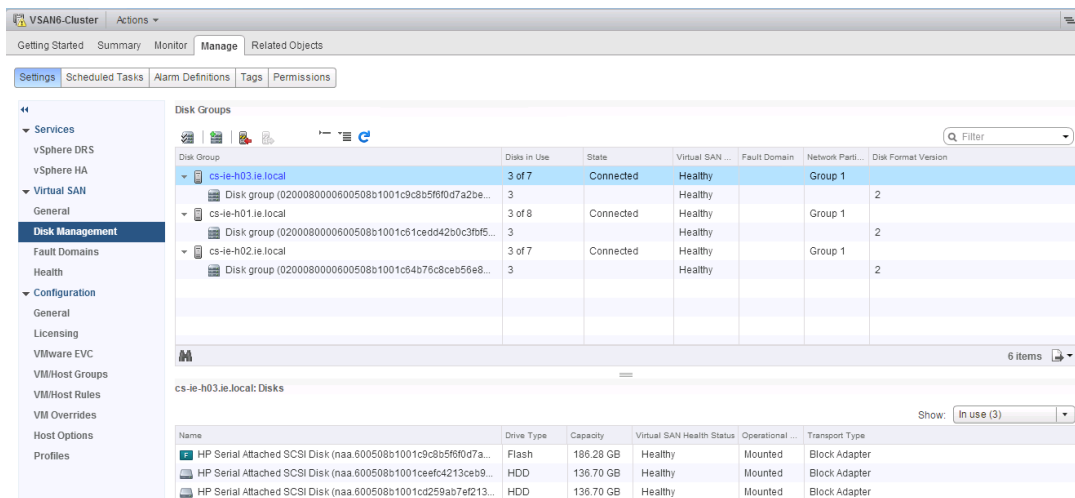 VSAN6-Cluster Actions
Getting Started Summary Monitor Manage Related Objects
Settings Scheduled Tasks Alarm Definitions Tags Permissions
Services
vSphere DRS
vSphere HA
Virtual SAN
General
Disk Management
Fault Domains
Health
Configuration
General
Licensing
VMware EVC
VM/Host Groups
VM/Host Rules
VM Overrides
Host Options
Profiles
Disk Groups
Filter
Disk Group Disks in Use State Virtual SAN ... Fault Domain Network Parti... Disk Format Version
cs-ie-h03.ie.local 3 of 7 Connected Healthy Group 1
Disk group (0200080000600508b1001c9c8b5f6f0d7a2be... 3 Healthy 2
cs-ie-h01.ie.local 3 of 8 Connected Healthy Group 1
Disk group (0200080000600508b1001c61cedd42b0c3fbf5... 3 Healthy 2
cs-ie-h02.ie.local 3 of 7 Connected Healthy Group 1
Disk group (0200080000600508b1001c64b76c8ceb56e8... 3 Healthy 2
6 items
cs-ie-h03.ie.local: Disks
Show: In use (3)
Name Drive Type Capacity Virtual SAN Health Status Operational ... Transport Type
F HP Serial Attached SCSI Disk (naa.600508b1001c9c8b5f6f0d7a... Flash 186.28 GB Healthy Mounted Block Adapter
HP Serial Attached SCSI Disk (naa.600508b1001ceefc4213ceb9... HDD 136.70 GB Healthy Mounted Block Adapter
HP Serial Attached SCSI Disk (naa.600508b1001cd259ab7ef213... HDD 136.70 GB Healthy Mounted Block Adapter